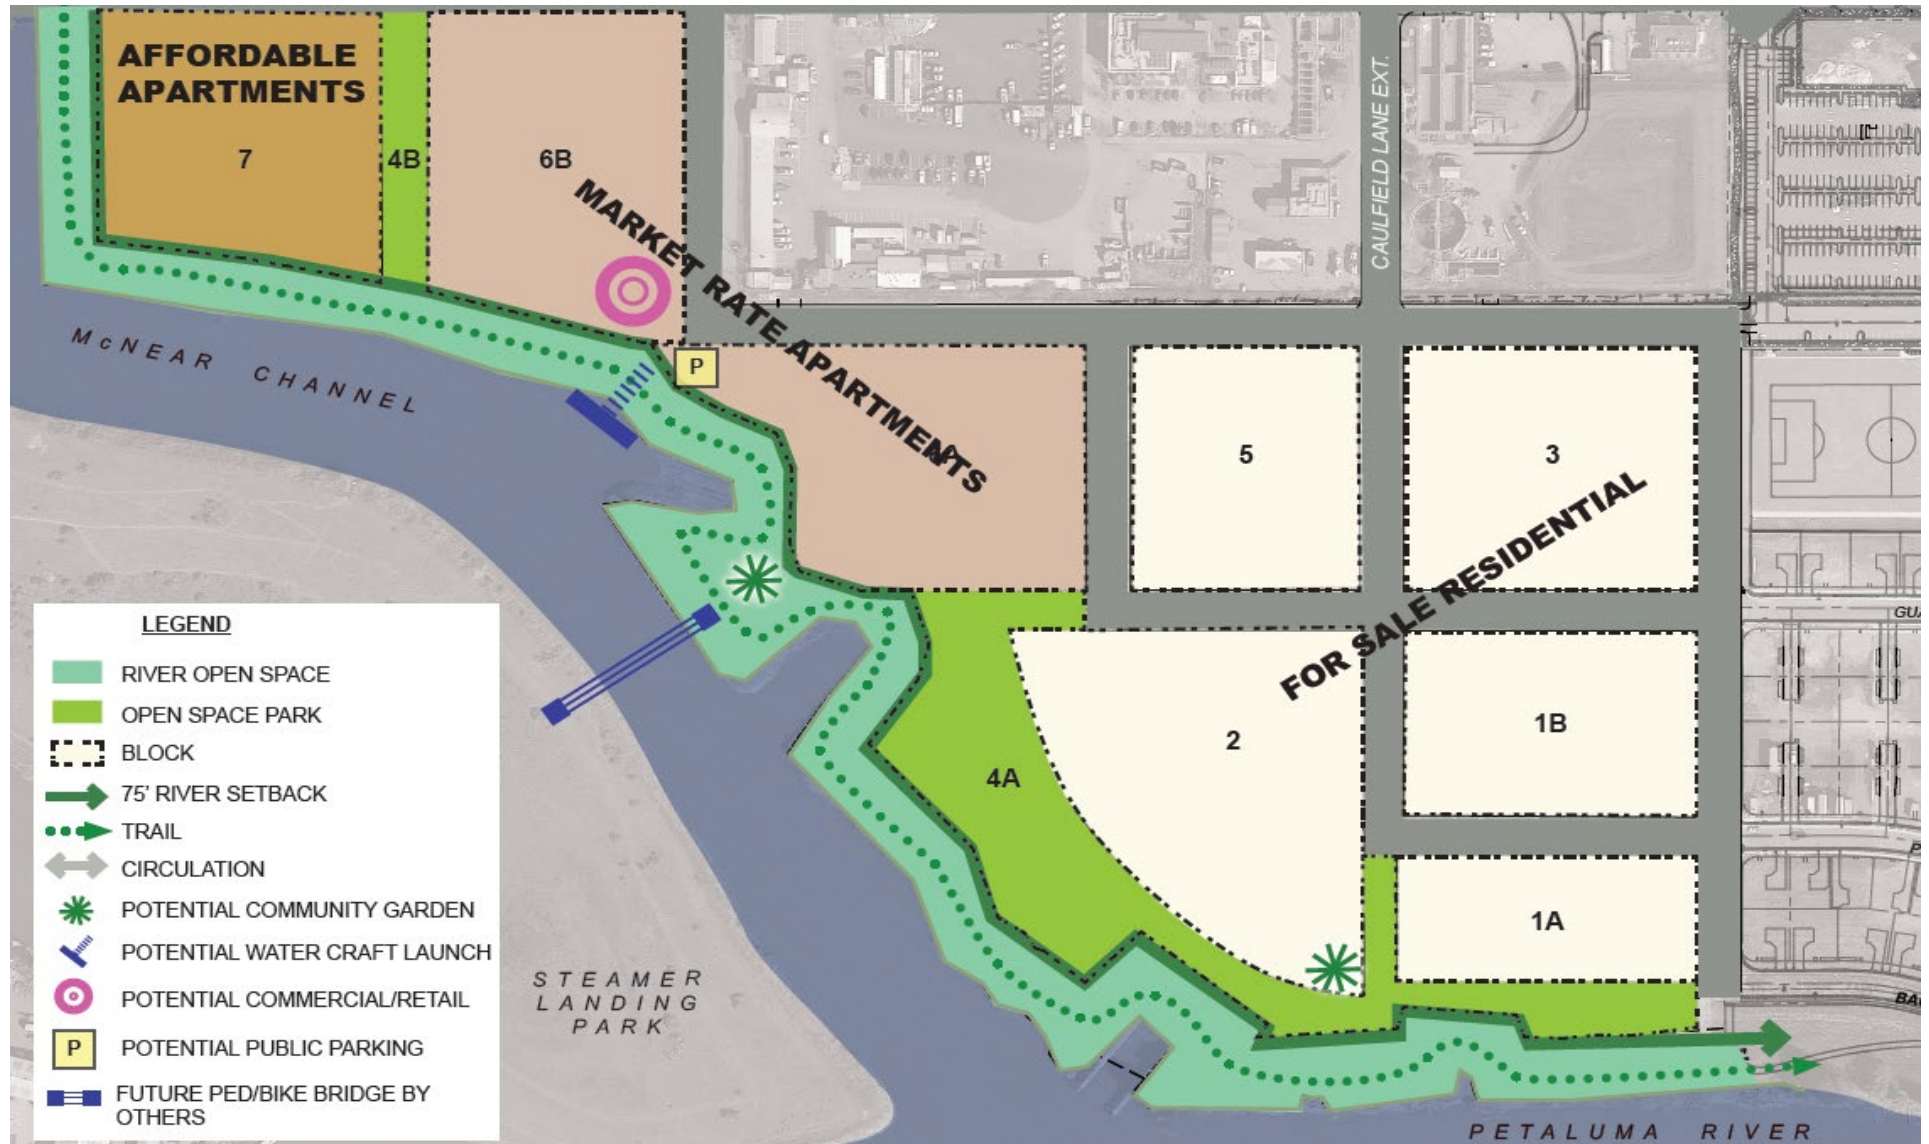 AFFORDABLE
APARTMENTS
7
4B
6B
MARKET RATE APARTMENTS
CAULFIELD LANE EXT.
McNEAR CHANNEL
P
5
3
FOR SALE RESIDENTIAL
2
1B
4A
1A
STEAMER
LANDING
PARK
PETALUMA RIVER
LEGEND
RIVER OPEN SPACE
OPEN SPACE PARK
BLOCK
75' RIVER SETBACK
TRAIL
CIRCULATION
POTENTIAL COMMUNITY GARDEN
POTENTIAL WATER CRAFT LAUNCH
POTENTIAL COMMERCIAL/RETAIL
P POTENTIAL PUBLIC PARKING
FUTURE PED/BIKE BRIDGE BY
OTHERS